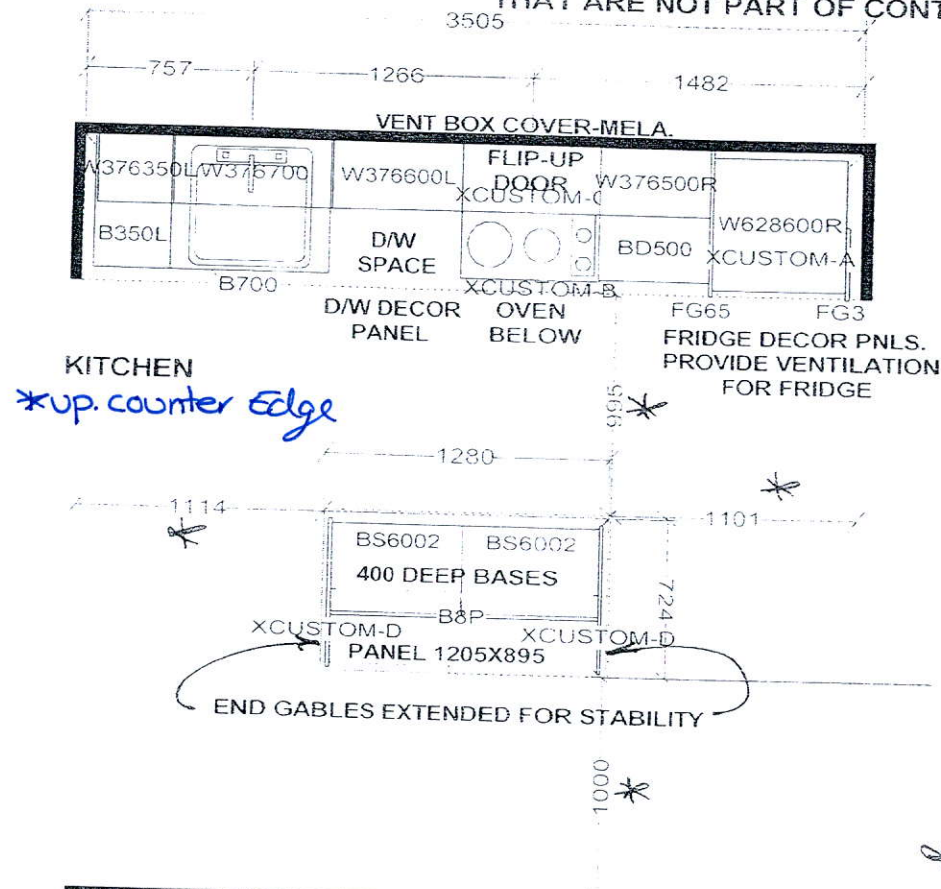 THAT ARE NOT PART OF CONT
3505
757
1266
1482
VENT BOX COVER-MELA.
W376350L
W376700
W376600L
FLIP-UP
DOOR
XCUSTOM-C
W376500R
W628600R
XCUSTOM-A
B350L
D/W
SPACE
BD500
B700
XCUSTOM-B
D/W DECOR
PANEL
OVEN
BELOW
FG65
FG3
FRIDGE DECOR PNLS.
PROVIDE VENTILATION
FOR FRIDGE
KITCHEN
*up. counter Edge
995
*
1280
*
1114
*
1101
BS6002
BS6002
400 DEEP BASES
724
B8P
XCUSTOM-D
XCUSTOM-D
PANEL 1205X895
END GABLES EXTENDED FOR STABILITY
1000
*